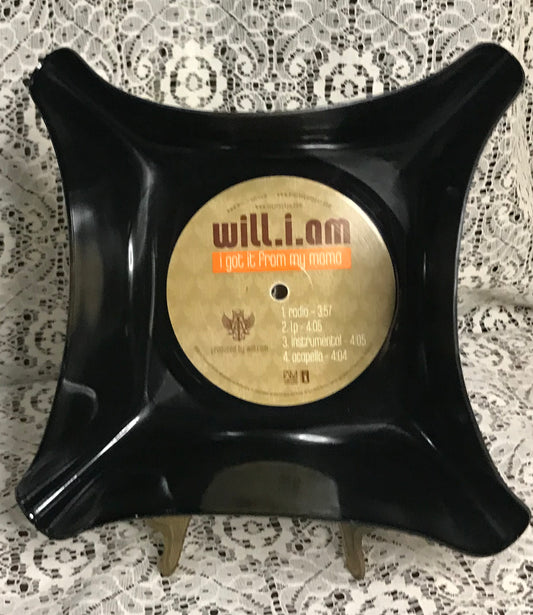 will.i.am
i got it from my mama
1. radio - 3:57
2. lp - 4:05
3. instrumental - 4:05
4. acapella - 4:04
produced by will.i.am